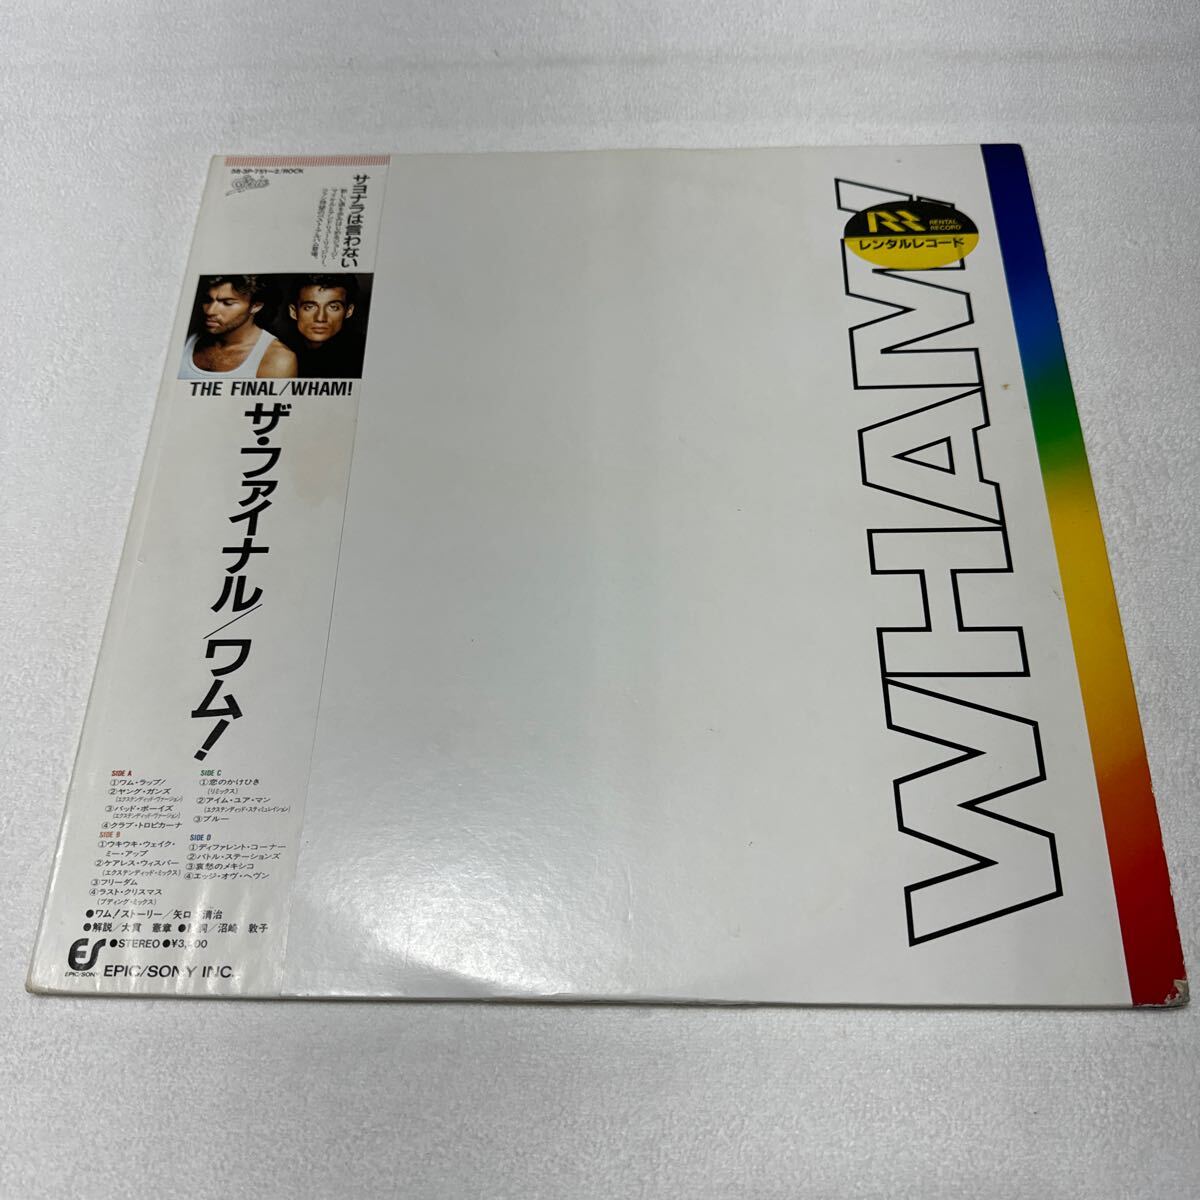 58・3P-751~2/ROCK
Epic
サヨナラは言わない
THE FINAL/WHAM!
ザ・ファイナル/ワム!
SIDE A
①ワム・ラップ!
②ヤング・ガンズ
(エクステンディッド・ヴァージョン)
③バッド・ボーイズ
(エクステンディッド・ヴァージョン)
④クラブ・トロピカーナ
SIDE B
①ウキウキ・ウェイク・
ミー・アップ
②ケアレス・ウィスパー
(エクステンディッド・ミックス)
③フリーダム
④ラスト・クリスマス
(プディング・ミックス)
SIDE C
①恋のかけひき
(リミックス)
②アイム・ユア・マン
(エクステンディッド・スティミュレイション)
③ブルー
SIDE D
①ディファレント・コーナー
②バトル・ステーションズ
③哀愁のメキシコ
④エッジ・オヴ・ヘヴン
●ワム!ストーリー/矢口 清治
●解説/大貫 憲章 ●訳詞/沼崎 敦子
●STEREO ●¥3,400
ES
EPIC/SONY
EPIC/SONY INC.
RR
RENTAL
RECORD
レンタルレコード
WHAM!